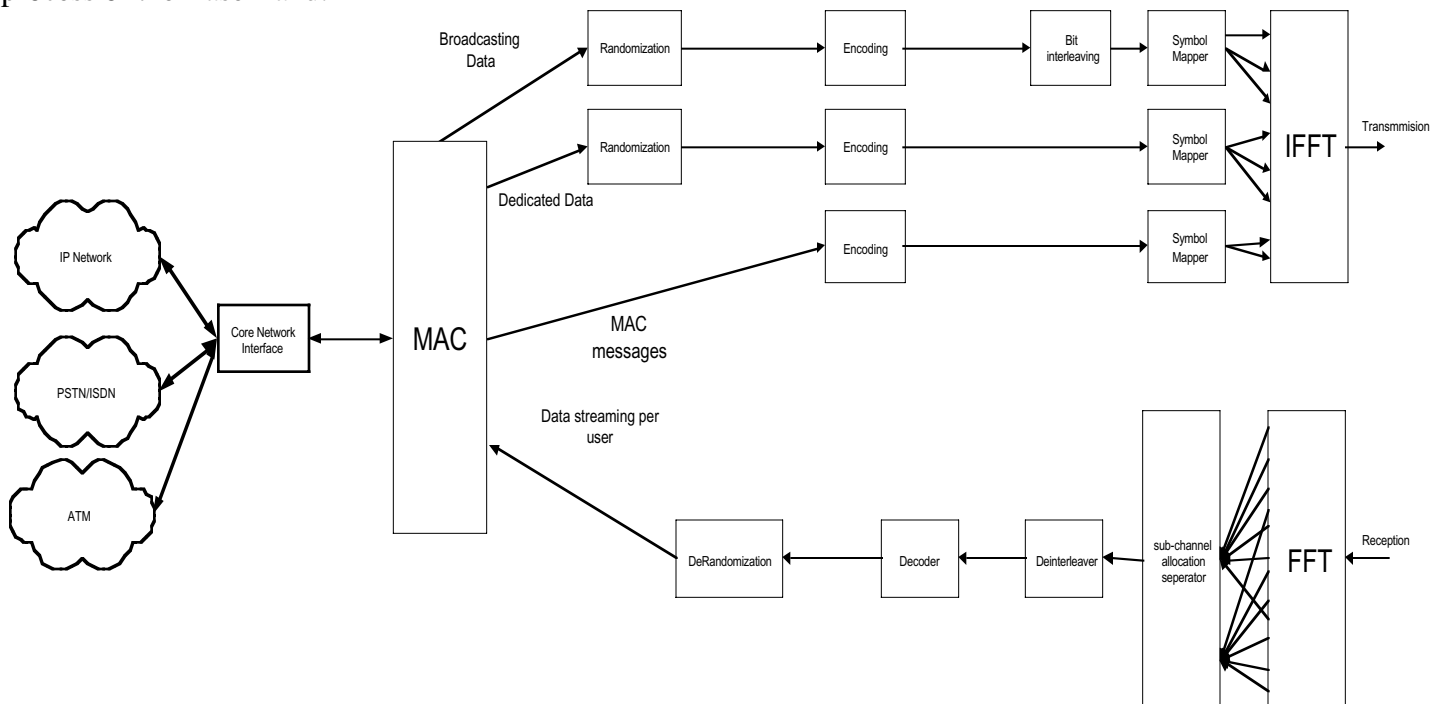 Broadcasting
Data
Randomization
Encoding
Bit
interleaving
Symbol
Mapper
IFFT
Transmmision
Randomization
Encoding
Symbol
Mapper
Dedicated Data
Encoding
Symbol
Mapper
IP Network
Core Network
Interface
MAC
MAC
messages
PSTN/ISDN
ATM
Data streaming per
user
DeRandomization
Decoder
Deinterleaver
sub-channel
allocation
seperator
FFT
Reception